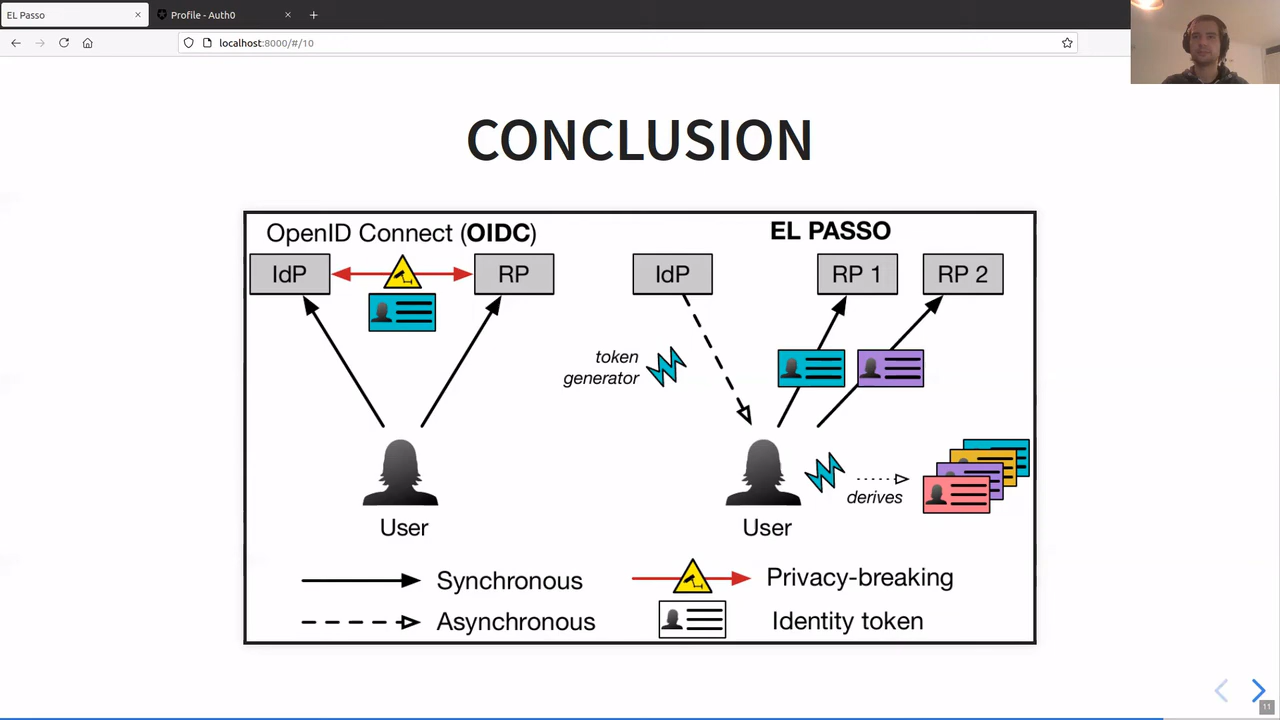 EL Passo
Profile - Auth0
localhost:8000/#/10
CONCLUSION
OpenID Connect (OIDC)
EL PASSO
IdP
RP
IdP
RP 1
RP 2
token
generator
derives
User
User
Synchronous
Privacy-breaking
Asynchronous
Identity token
11